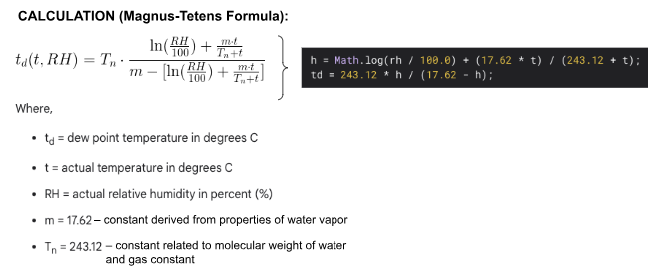 CALCULATION (Magnus-Tetens Formula):
t_d(t, RH) = T_n · \frac{\ln(\frac{RH}{100}) + \frac{m·t}{T_n+t}}{m − [\ln(\frac{RH}{100}) + \frac{m·t}{T_n+t}]}
h = Math.log(rh / 100.0) + (17.62 * t) / (243.12 + t);
td = 243.12 * h / (17.62 - h);
Where,
• t_d = dew point temperature in degrees C
• t = actual temperature in degrees C
• RH = actual relative humidity in percent (%)
• m = 17.62 – constant derived from properties of water vapor
• T_n = 243.12 – constant related to molecular weight of water
and gas constant